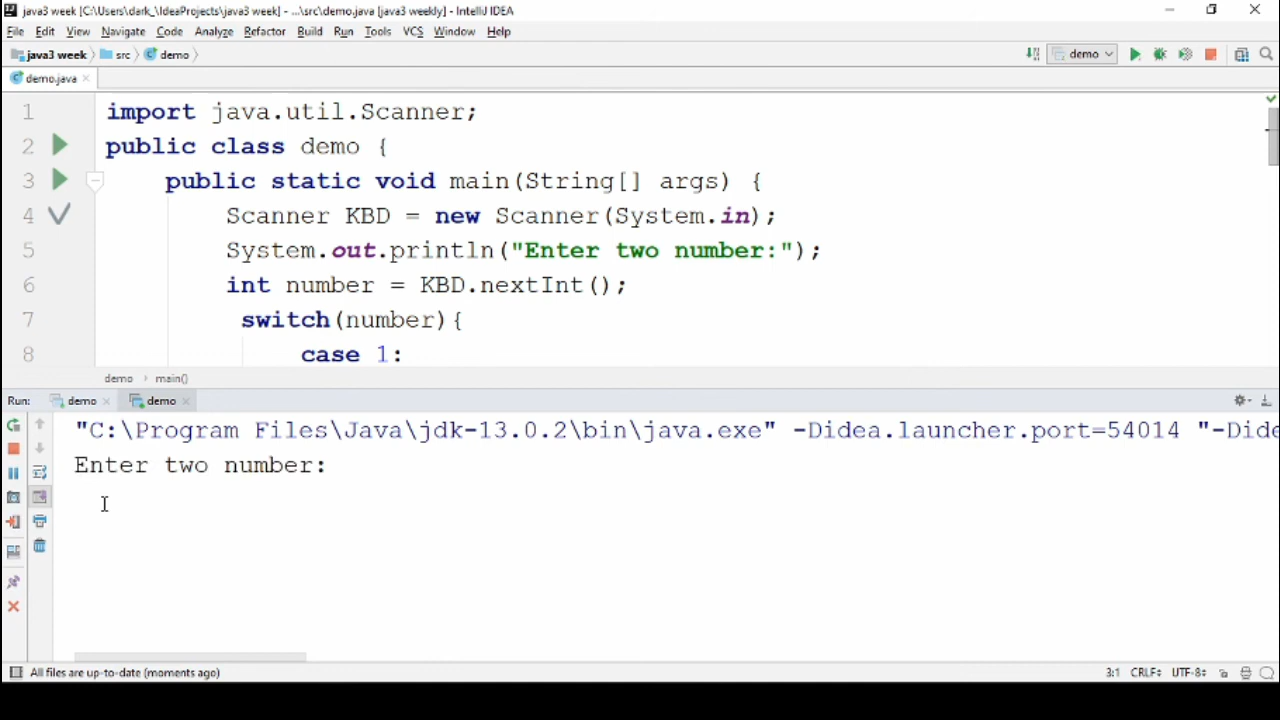 java3 week [C:\Users\dark_\IdeaProjects\java3 week] - ...\src\demo.java [java3 weekly] - IntelliJ IDEA
File Edit View Navigate Code Analyze Refactor Build Run Tools VCS Window Help
java3 week src demo demo
demo.java
1 import java.util.Scanner;
2 public class demo {
3 public static void main(String[] args) {
4 Scanner KBD = new Scanner(System.in);
5 System.out.println("Enter two number:");
6 int number = KBD.nextInt();
7 switch(number){
8 case 1:
demo main()
Run: demo demo
"C:\Program Files\Java\jdk-13.0.2\bin\java.exe" -Didea.launcher.port=54014 "-Dide
Enter two number:
All files are up-to-date (moments ago) 3:1 CRLF UTF-8